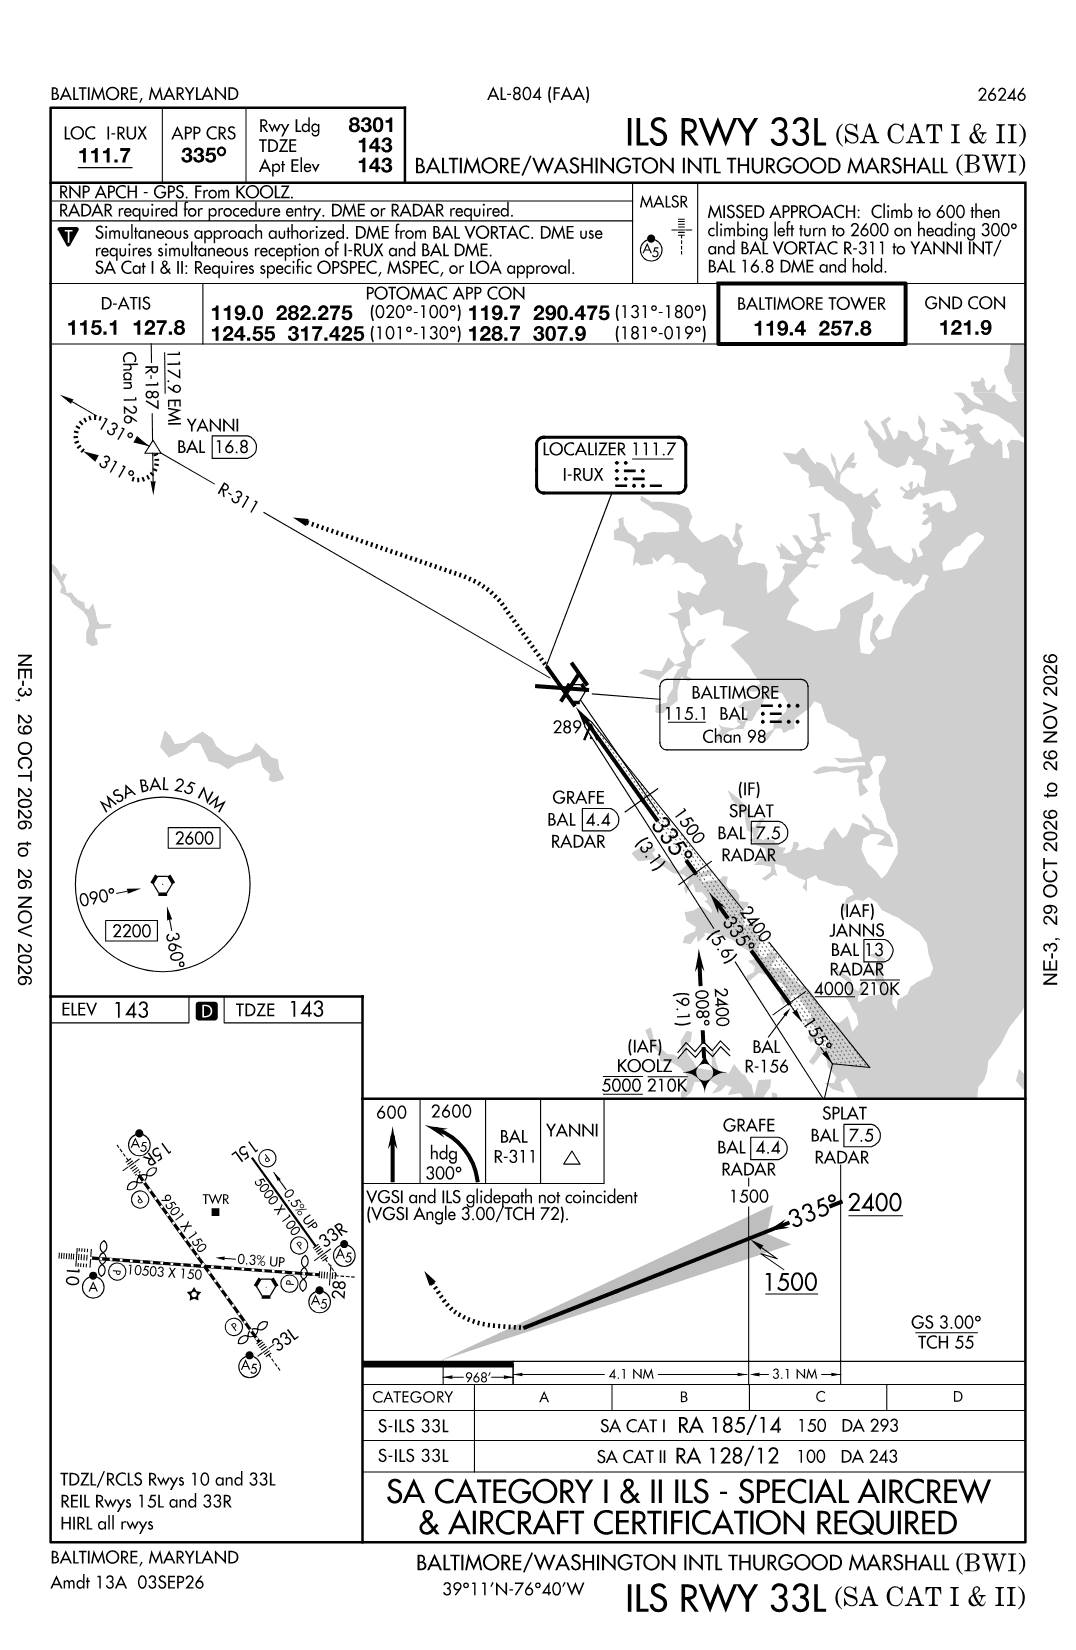 BALTIMORE, MARYLAND
AL-804 (FAA)
26246
LOC I-RUX
111.7
APP CRS
335°
Rwy Ldg 8301
TDZE 143
Apt Elev 143
ILS RWY 33L (SA CAT I & II)
BALTIMORE/WASHINGTON INTL THURGOOD MARSHALL (BWI)
RNP APCH - GPS. From KOOLZ.
RADAR required for procedure entry. DME or RADAR required.
T
Simultaneous approach authorized. DME from BAL VORTAC. DME use
requires simultaneous reception of I-RUX and BAL DME.
SA Cat I & II: Requires specific OPSPEC, MSPEC, or LOA approval.
MALSR
A5
MISSED APPROACH: Climb to 600 then
climbing left turn to 2600 on heading 300°
and BAL VORTAC R-311 to YANNI INT/
BAL 16.8 DME and hold.
D-ATIS
115.1 127.8
POTOMAC APP CON
119.0 282.275 (020°-100°) 119.7 290.475 (131°-180°)
124.55 317.425 (101°-130°) 128.7 307.9 (181°-019°)
BALTIMORE TOWER
119.4 257.8
GND CON
121.9
117.9 EMI
Chan 126
R-187
YANNI
BAL 16.8
131°
311°
R-311
LOCALIZER 111.7
I-RUX
BALTIMORE
115.1 BAL
Chan 98
289
GRAFE
BAL 4.4
RADAR
(IF)
SPLAT
BAL 7.5
RADAR
1500
335°
(3.1)
2400
335°
(5.6)
(IAF)
JANNS
BAL 13
RADAR
4000 210K
155°
BAL
R-156
2400
008°
(9.1)
(IAF)
KOOLZ
5000 210K
MSA BAL 25 NM
2600
090°
2200
360°
NE-3, 29 OCT 2026 to 26 NOV 2026
NE-3, 29 OCT 2026 to 26 NOV 2026
ELEV 143
D
TDZE 143
A5
15R
P
9501 X 150
TWR
15L
P
5000 X 100
0.5% UP
P
33R
A5
10
A
P
10503 X 150
0.3% UP
P
28
A5
P
33L
A5
TDZL/RCLS Rwys 10 and 33L
REIL Rwys 15L and 33R
HIRL all rwys
600
2600
hdg
300°
BAL
R-311
YANNI
VGSI and ILS glidepath not coincident
(VGSI Angle 3.00/TCH 72).
GRAFE
BAL 4.4
RADAR
1500
SPLAT
BAL 7.5
RADAR
335°
2400
1500
GS 3.00°
TCH 55
968'
4.1 NM
3.1 NM
CATEGORY A B C D
S-ILS 33L SA CAT I RA 185/14 150 DA 293
S-ILS 33L SA CAT II RA 128/12 100 DA 243
SA CATEGORY I & II ILS - SPECIAL AIRCREW
& AIRCRAFT CERTIFICATION REQUIRED
BALTIMORE, MARYLAND
Amdt 13A 03SEP26
39°11'N-76°40'W
BALTIMORE/WASHINGTON INTL THURGOOD MARSHALL (BWI)
ILS RWY 33L (SA CAT I & II)